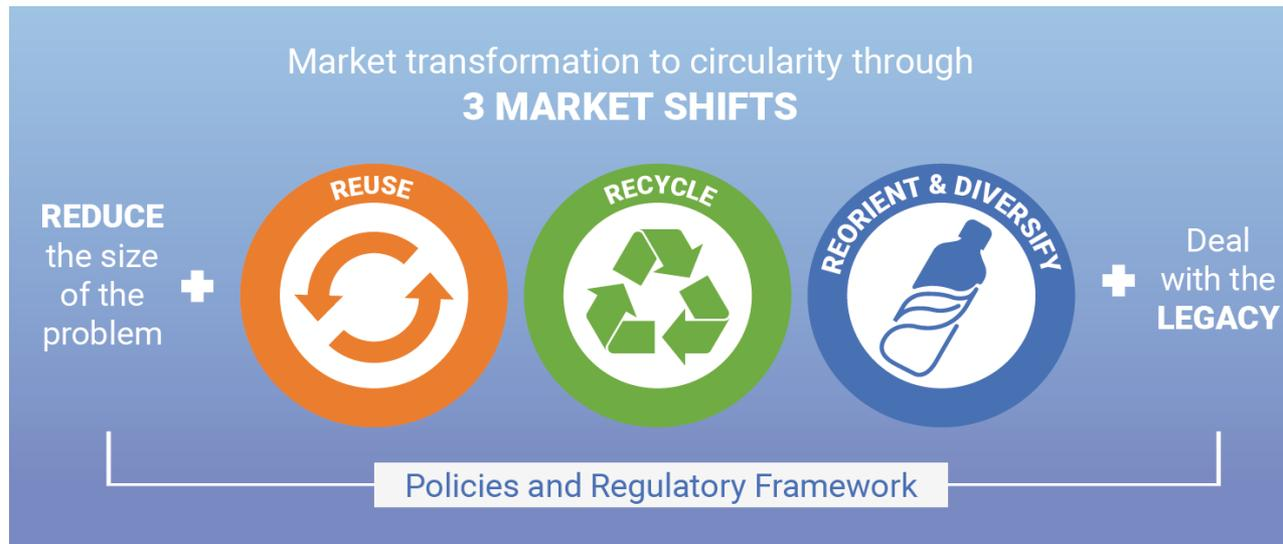 Market transformation to circularity through
3 MARKET SHIFTS
REDUCE
the size
of the
problem
REUSE
RECYCLE
REORIENT & DIVERSIFY
Deal
with the
LEGACY
Policies and Regulatory Framework